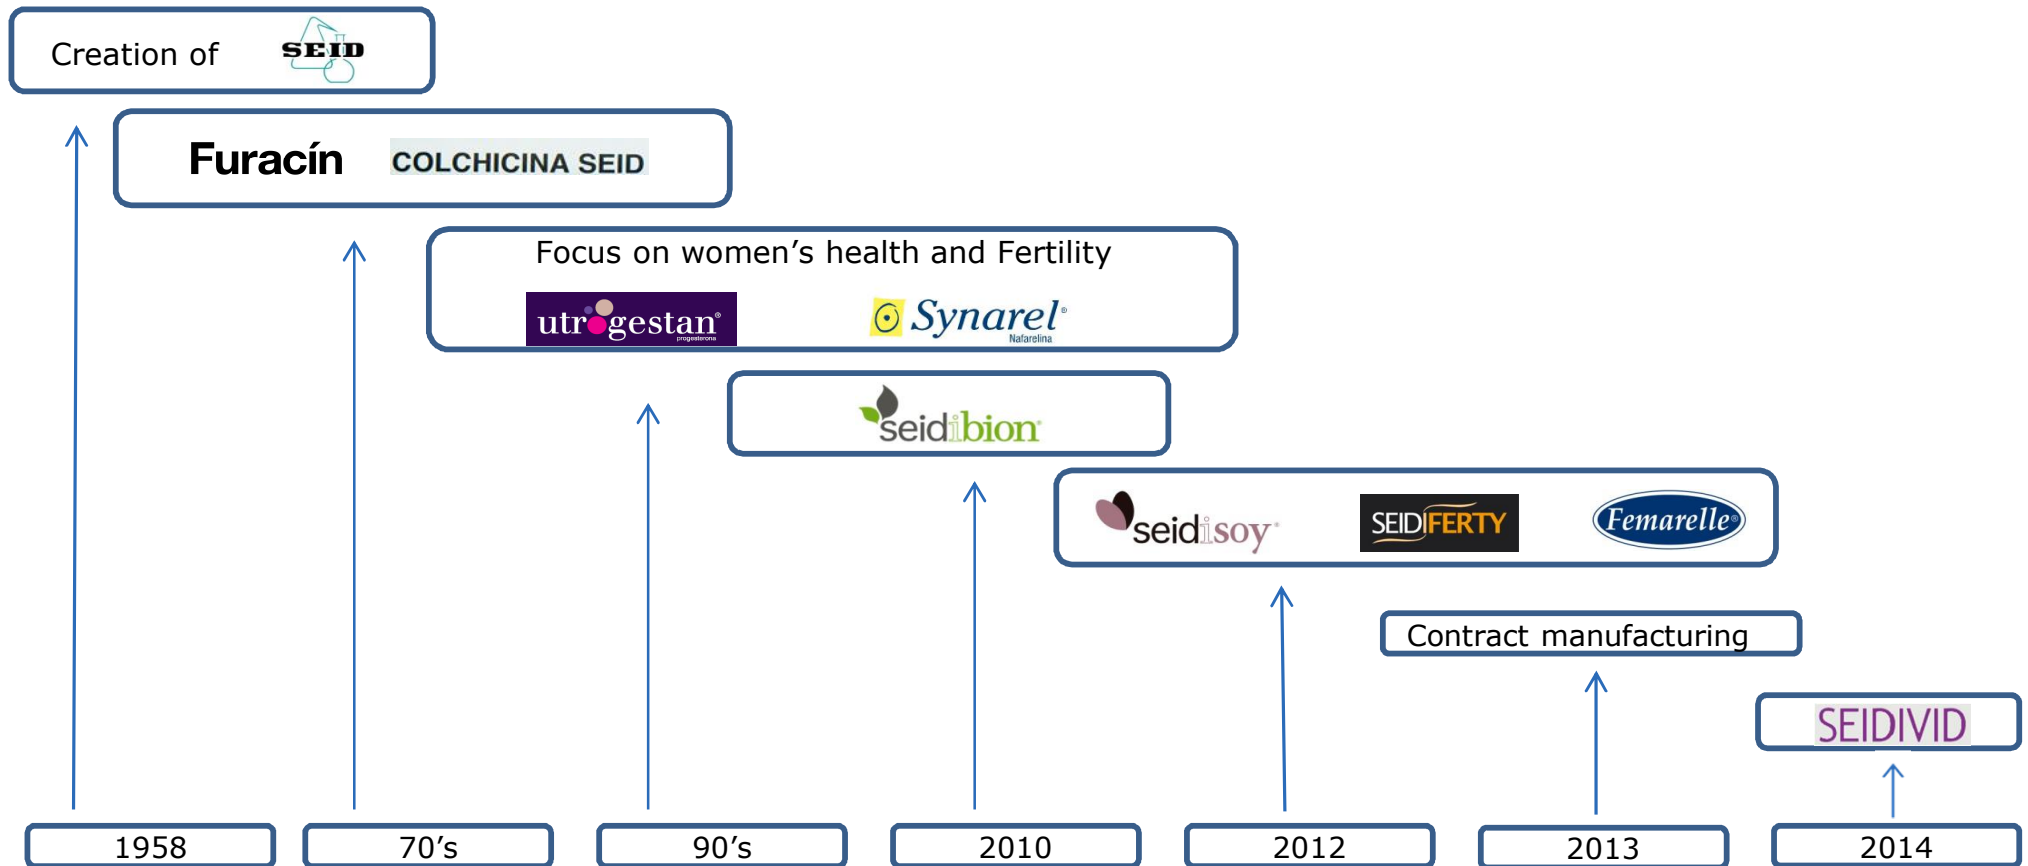 Creation of SEID
Furacín COLCHICINA SEID
Focus on women’s health and Fertility
utrogestan®
progesterona
Synarel®
Nafarelina
seidibion®
seidisoy®
SEIDIFERTY
Femarelle®
Contract manufacturing
SEIDIVID
1958 70’s 90’s 2010 2012 2013 2014